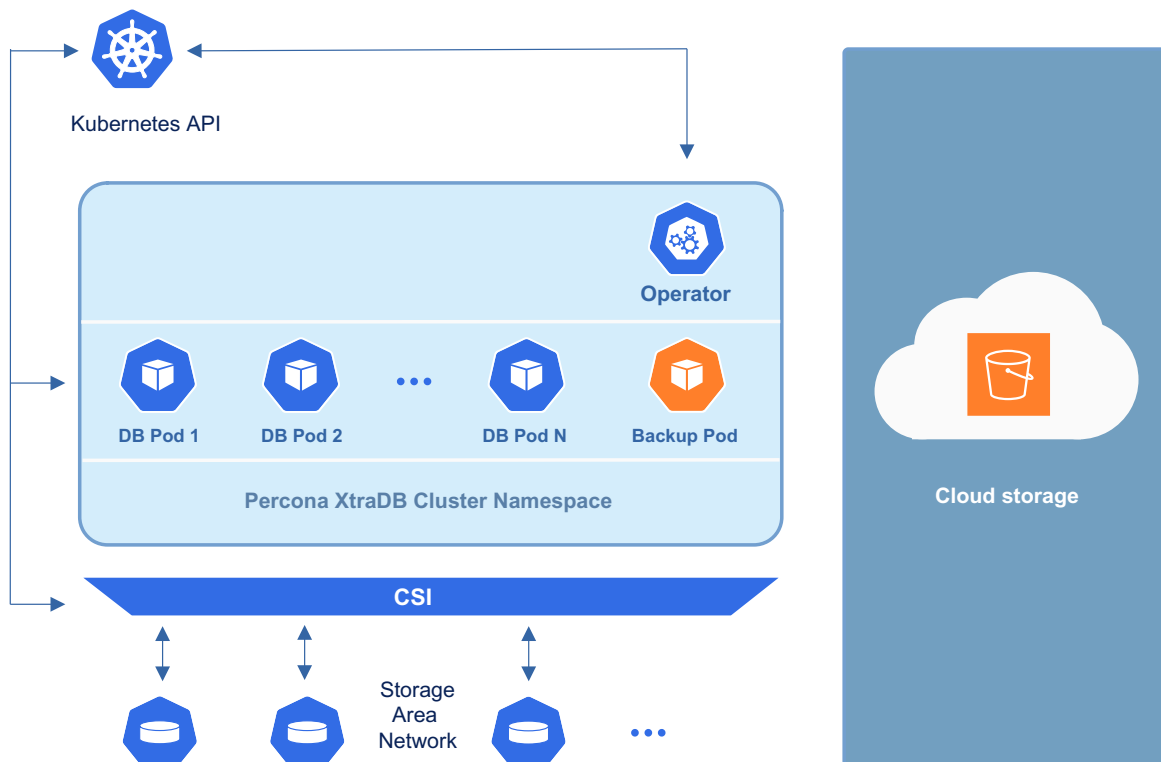 Kubernetes API
Operator
DB Pod 1
DB Pod 2
DB Pod N
Backup Pod
Percona XtraDB Cluster Namespace
CSI
Storage
Area
Network
Cloud storage